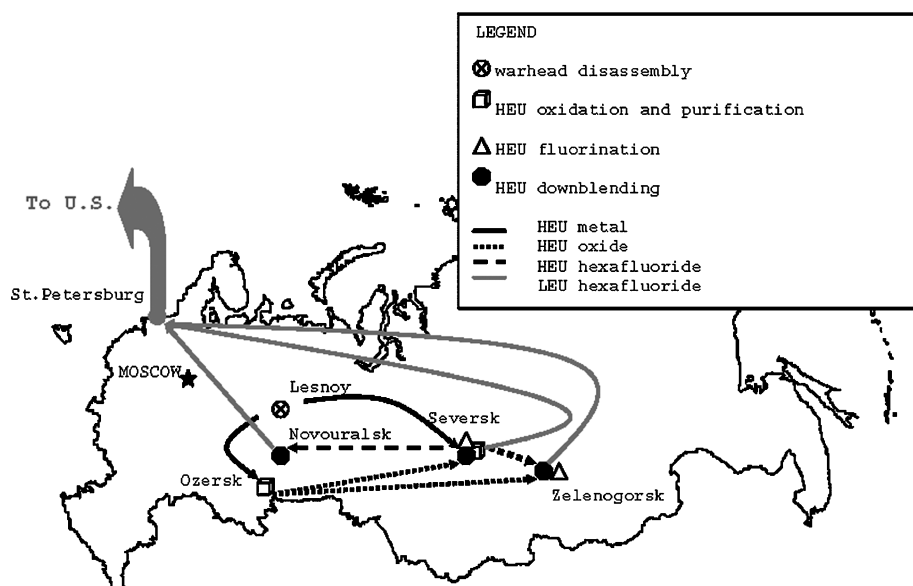 LEGEND
warhead disassembly
HEU oxidation and purification
HEU fluorination
HEU downblending
HEU metal
HEU oxide
HEU hexafluoride
LEU hexafluoride
To U.S.
St.Petersburg
MOSCOW
Lesnoy
Seversk
Novouralsk
Ozersk
Zelenogorsk